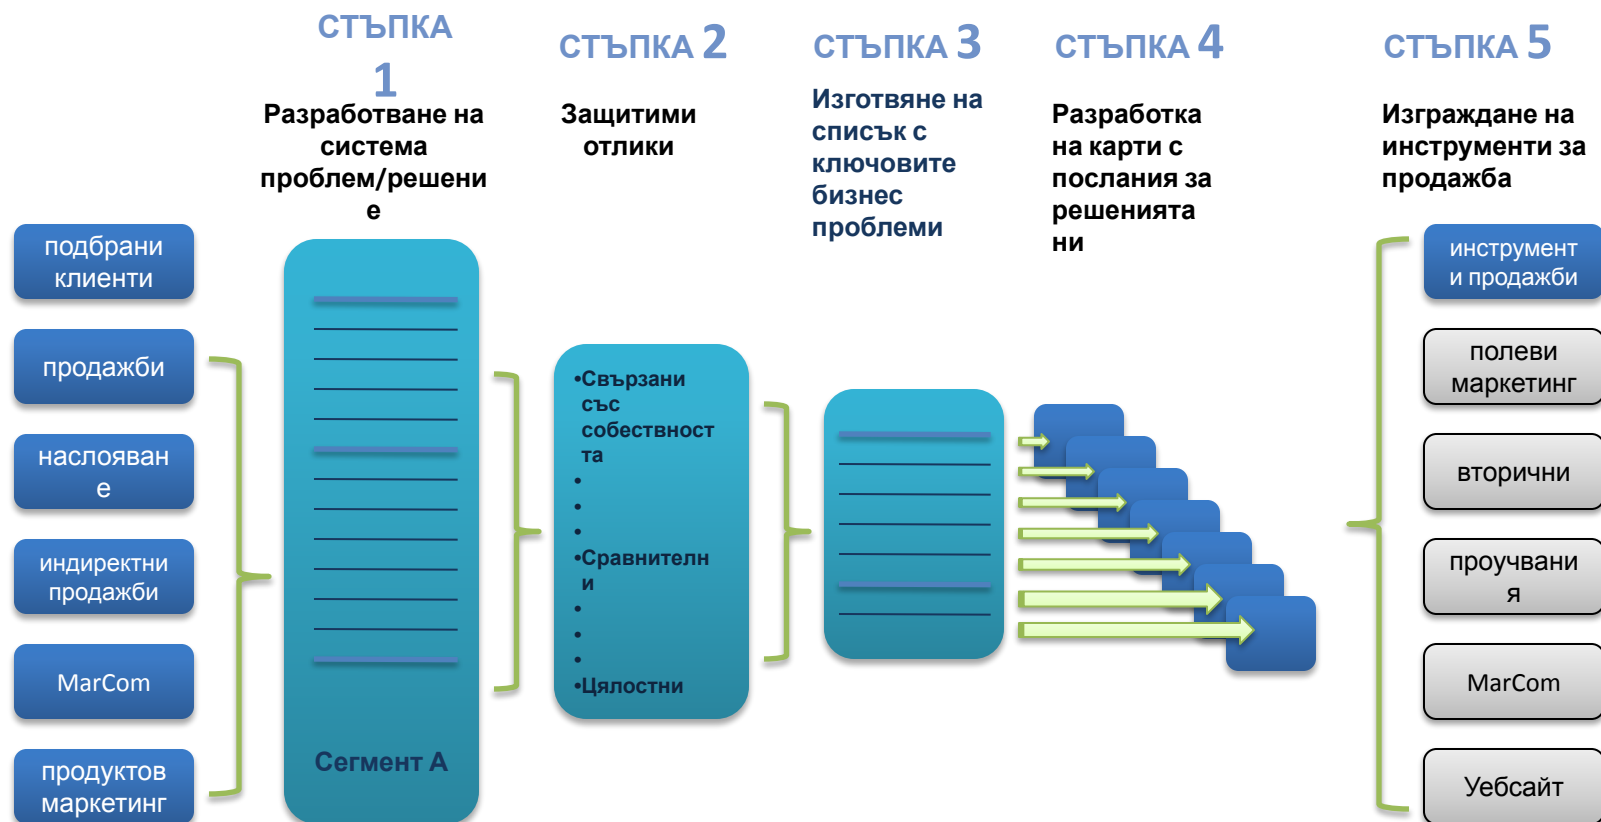 СТЪПКА
1
Разработване на
система
проблем/решени
е
СТЪПКА 2
Защитими
отлики
СТЪПКА 3
Изготвяне на
списък с
ключовите
бизнес
проблеми
СТЪПКА 4
Разработка
на карти с
послания за
решенията
ни
СТЪПКА 5
Изграждане на
инструменти за
продажба
подбрани
клиенти
продажби
наслояван
е
индиректни
продажби
MarCom
продуктов
маркетинг
Сегмент А
•Свързани
със
собествност
та
•
•
•
•Сравнителн
и
•
•
•
•Цялостни
инструмент
и продажби
полеви
маркетинг
вторични
проучвани
я
MarCom
Уебсайт